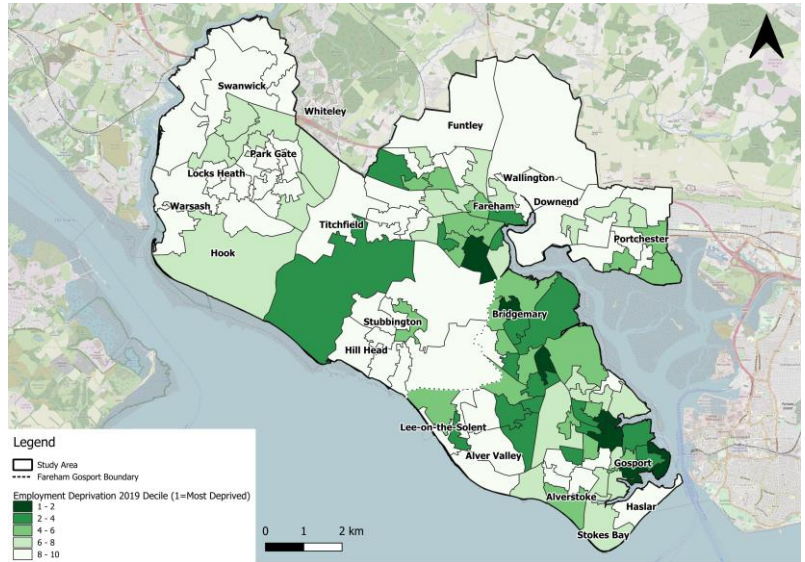 Swanwick
Whiteley
Funtley
Park Gate
Locks Heath
Wallington
Warsash
Fareham
Downend
Titchfield
Portchester
Hook
Stubbington
Bridgemary
Hill Head
Lee-on-the-Solent
Alver Valley
Gosport
Alverstoke
Haslar
Stokes Bay
Legend
Study Area
Fareham Gosport Boundary
Employment Deprivation 2019 Decile (1=Most Deprived)
1 - 2
2 - 4
4 - 6
6 - 8
8 - 10
0 1 2 km